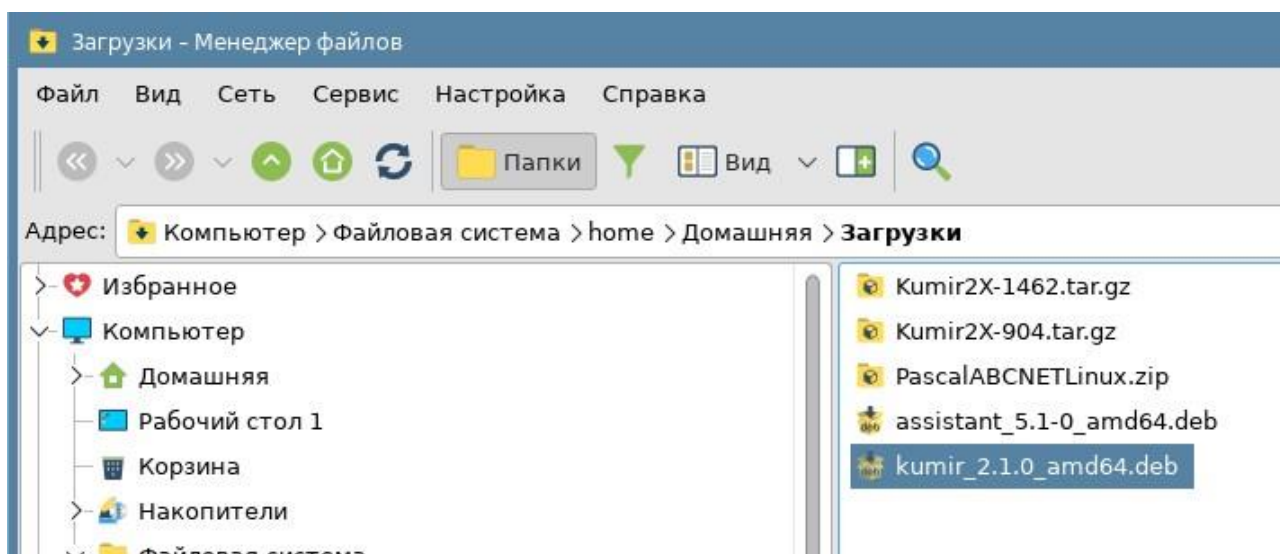 Загрузки – Менеджер файлов
Файл Вид Сеть Сервис Настройка Справка
Папки Вид
Адрес: Компьютер Файловая система home Домашняя Загрузки
Избранное
Компьютер
Домашняя
Рабочий стол 1
Корзина
Накопители
Файловая система
Kumir2X-1462.tar.gz
Kumir2X-904.tar.gz
PascalABCNETLinux.zip
assistant_5.1-0_amd64.deb
kumir_2.1.0_amd64.deb